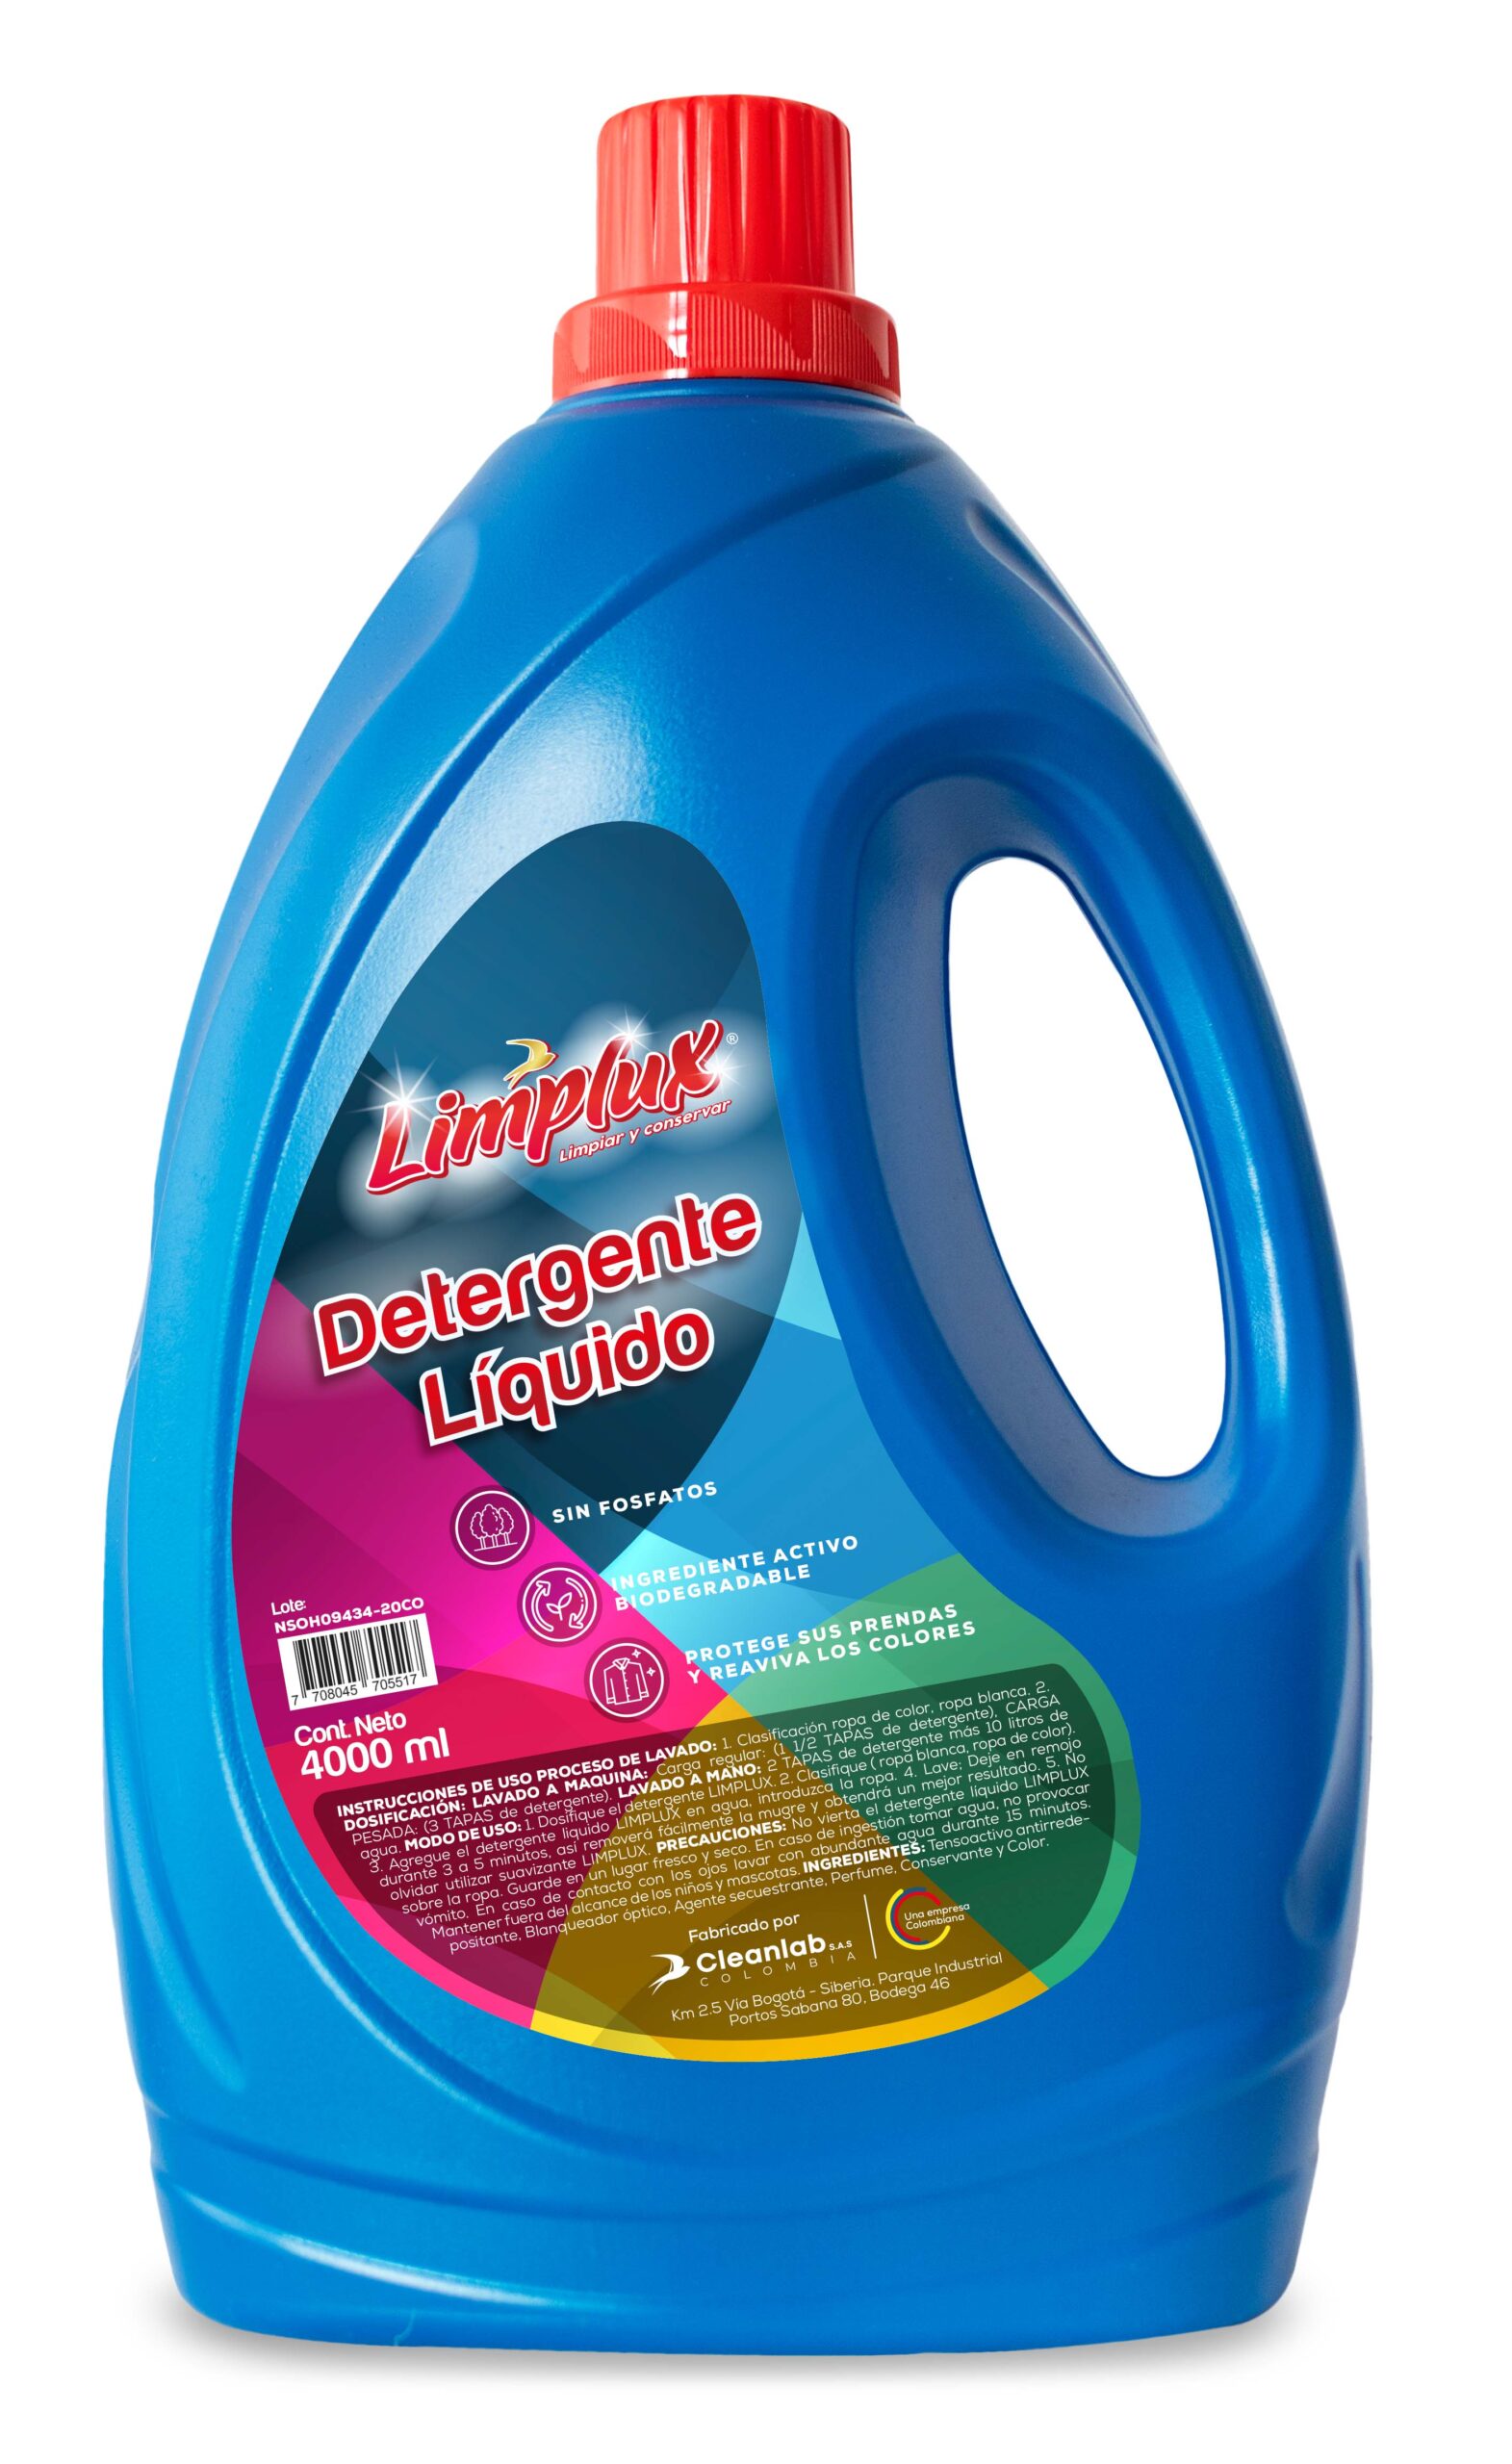 Limplux®
Limpiar y conservar
Detergente
Líquido
SIN FOSFATOS
INGREDIENTE ACTIVO
BIODEGRADABLE
PROTEGE SUS PRENDAS
Y REAVIVA LOS COLORES
Lote:
NSOH09434-20CO
7 708045 705517
Cont. Neto
4000 ml
INSTRUCCIONES DE USO PROCESO DE LAVADO: 1. Clasificación ropa de color, ropa blanca. 2.
DOSIFICACIÓN: LAVADO A MAQUINA: Carga regular: (1 1/2 TAPAS de detergente), CARGA
PESADA: (3 TAPAS de detergente). LAVADO A MANO: 2 TAPAS de detergente más 10 litros de
agua. MODO DE USO: 1. Dosifique el detergente LIMPLUX. 2. Clasifique (ropa blanca, ropa de color).
3. Agregue el detergente líquido LIMPLUX en agua, introduzca la ropa. 4. Lave; Deje en remojo
durante 3 a 5 minutos, así removerá fácilmente la mugre y obtendrá un mejor resultado. 5. No
olvidar utilizar suavizante LIMPLUX. PRECAUCIONES: No vierta el detergente líquido LIMPLUX
sobre la ropa. Guarde en un lugar fresco y seco. En caso de ingestión tomar agua, no provocar
vómito. En caso de contacto con los ojos lavar con abundante agua durante 15 minutos.
Mantener fuera del alcance de los niños y mascotas. INGREDIENTES: Tensoactivo antirrede-
positante, Blanqueador óptico, Agente secuestrante, Perfume, Conservante y Color.
Fabricado por
Cleanlab S.A.S
COLOMBIA
Una empresa
Colombiana
Km 2.5 Via Bogotá - Siberia. Parque Industrial
Portos Sabana 80, Bodega 46